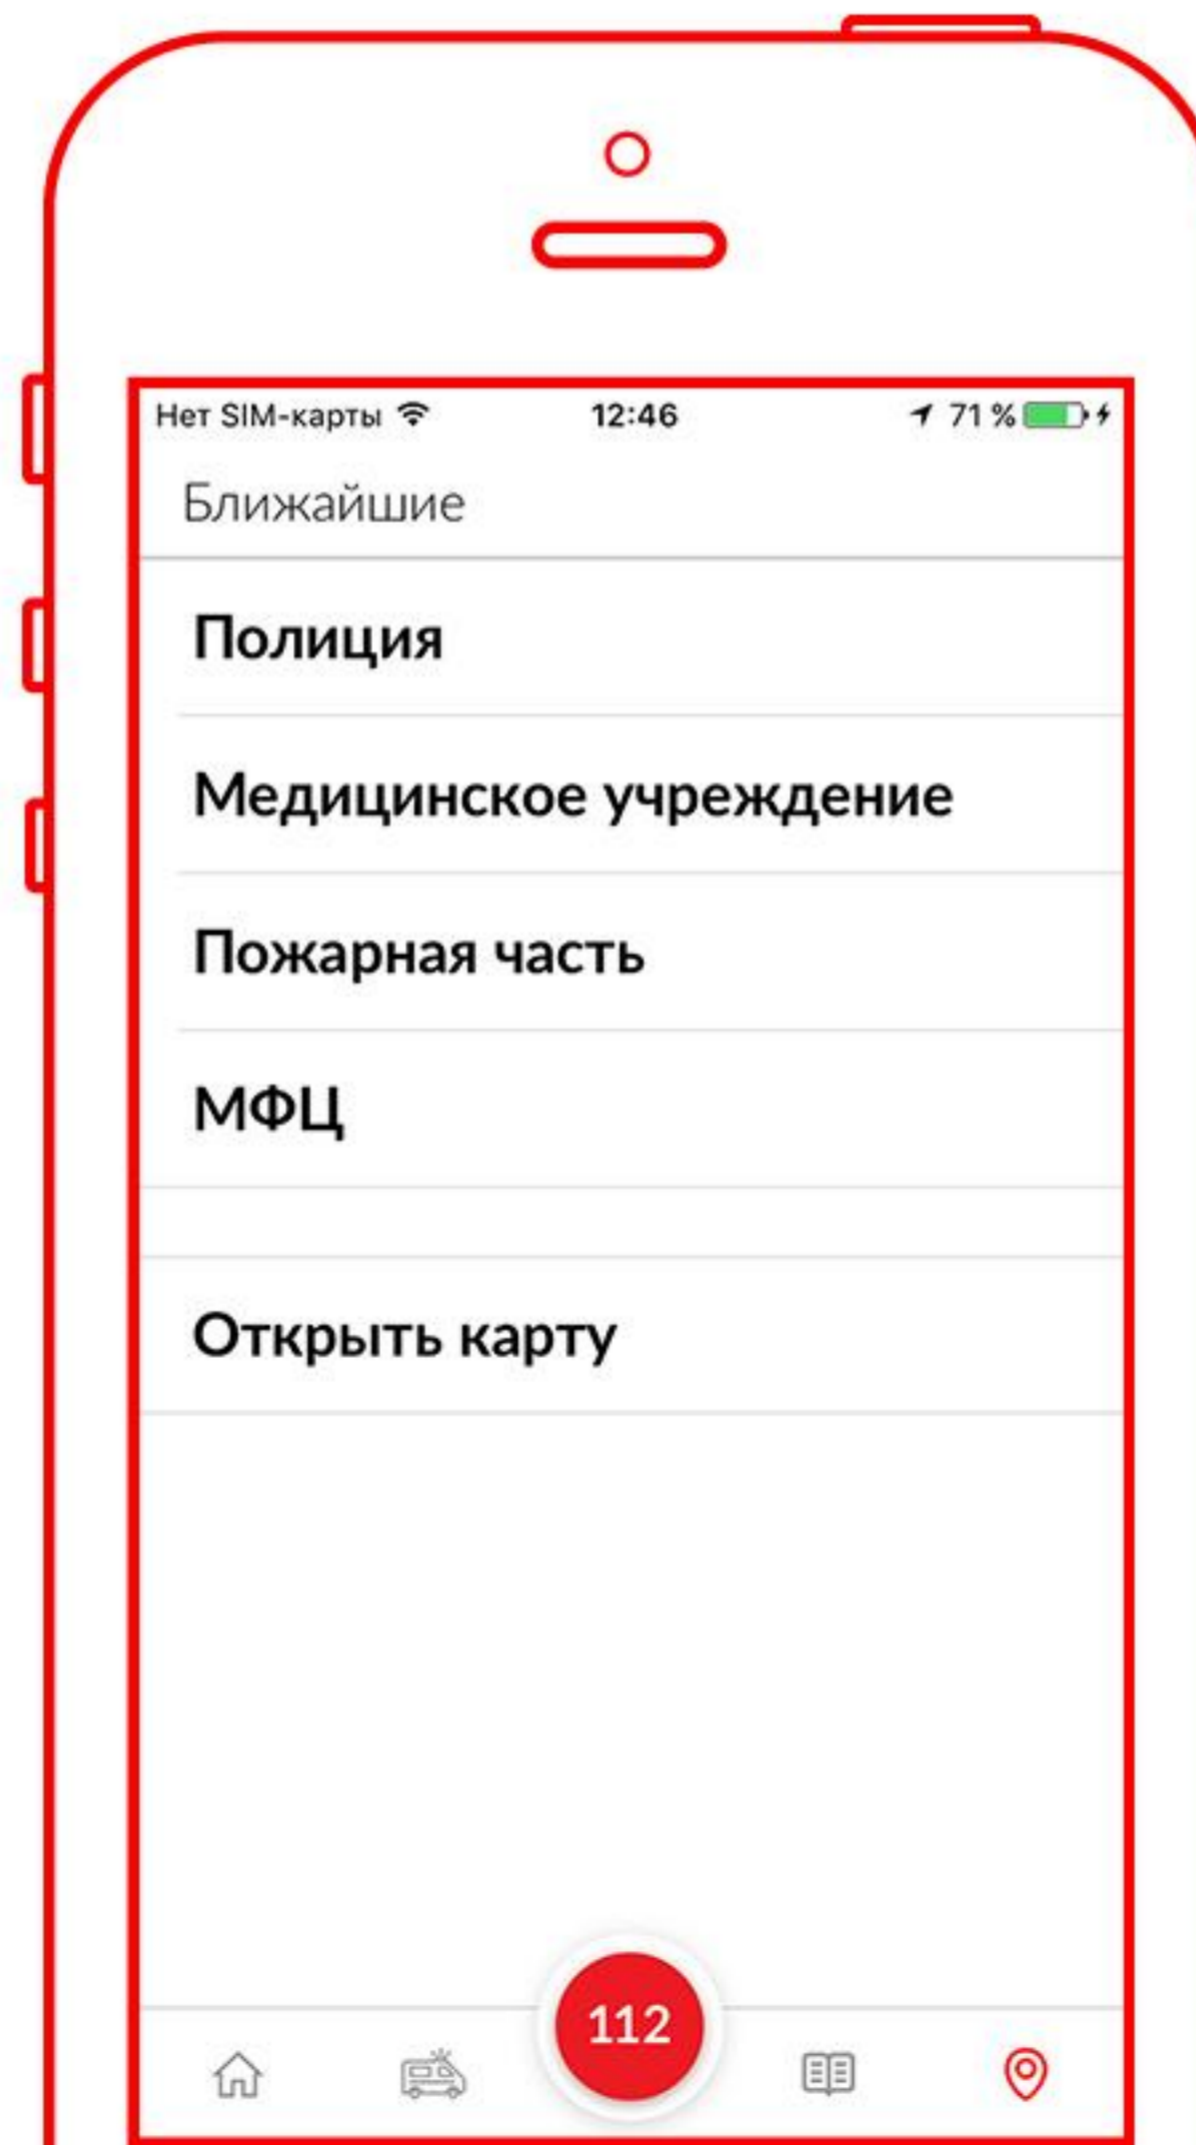 Нет SIM-карты 12:46 71 %
Ближайшие
Полиция
Медицинское учреждение
Пожарная часть
МФЦ
Открыть карту
112